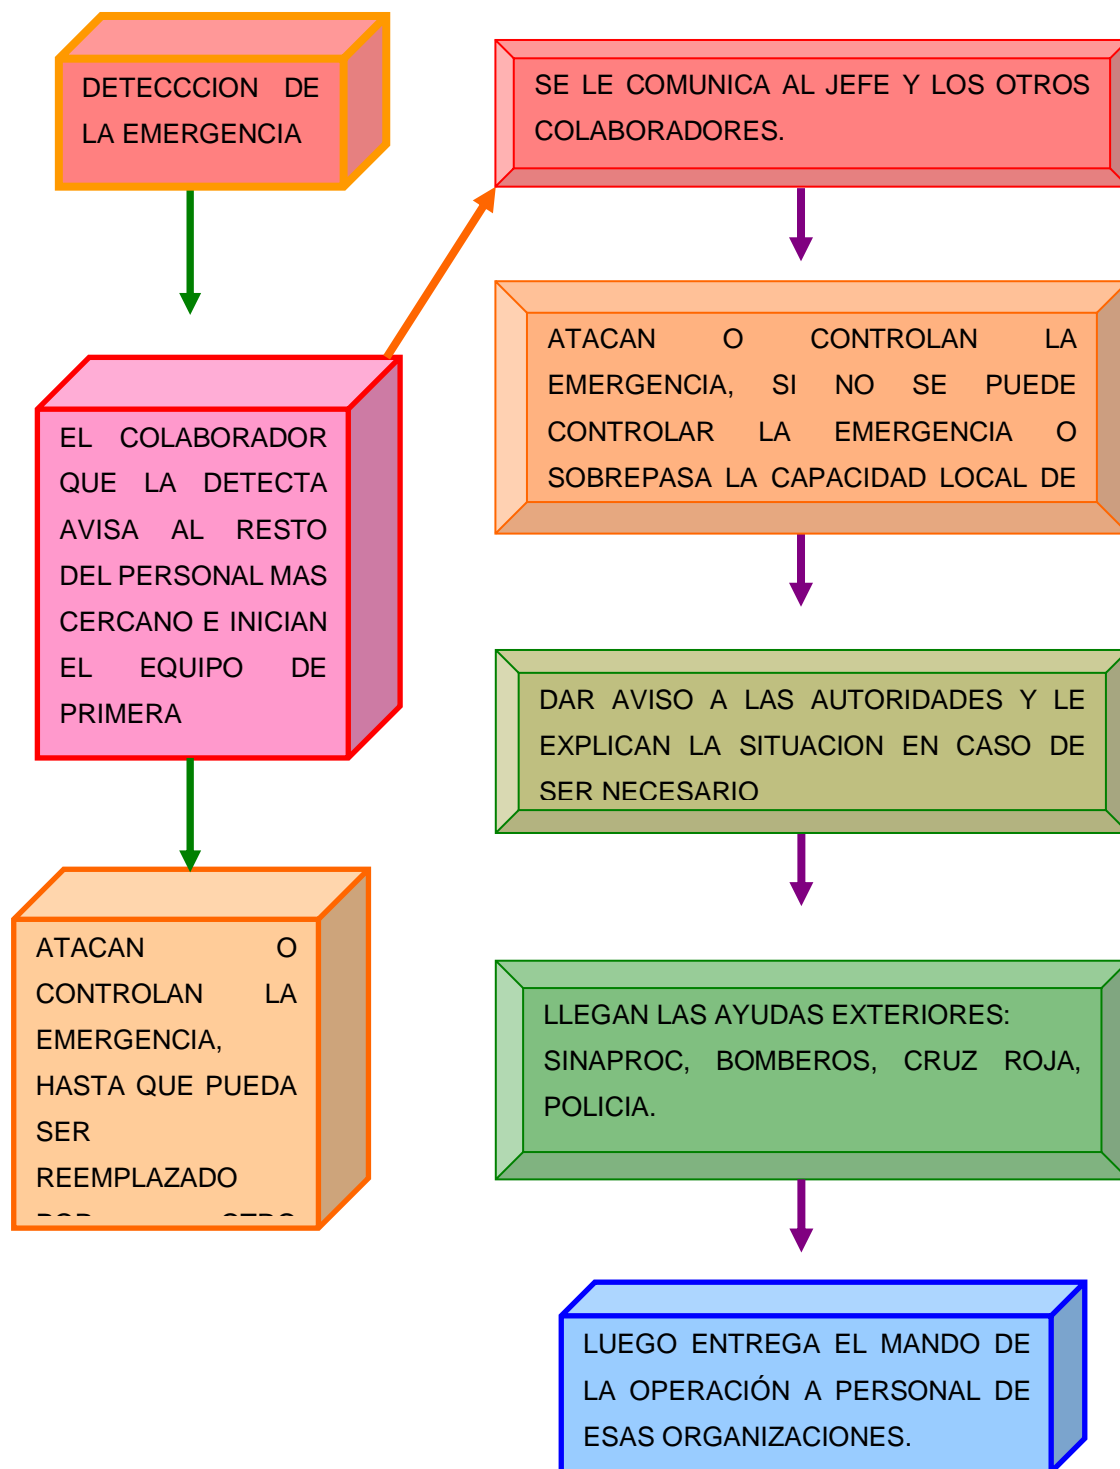 DETECCCION DE
LA EMERGENCIA
EL COLABORADOR
QUE LA DETECTA
AVISA AL RESTO
DEL PERSONAL MAS
CERCANO E INICIAN
EL EQUIPO DE
PRIMERA
ATACAN O
CONTROLAN LA
EMERGENCIA,
HASTA QUE PUEDA
SER
REEMPLAZADO
SE LE COMUNICA AL JEFE Y LOS OTROS
COLABORADORES.
ATACAN O CONTROLAN LA
EMERGENCIA, SI NO SE PUEDE
CONTROLAR LA EMERGENCIA O
SOBREPASA LA CAPACIDAD LOCAL DE
DAR AVISO A LAS AUTORIDADES Y LE
EXPLICAN LA SITUACION EN CASO DE
SER NECESARIO
LLEGAN LAS AYUDAS EXTERIORES:
SINAPROC, BOMBEROS, CRUZ ROJA,
POLICIA.
LUEGO ENTREGA EL MANDO DE
LA OPERACIÓN A PERSONAL DE
ESAS ORGANIZACIONES.